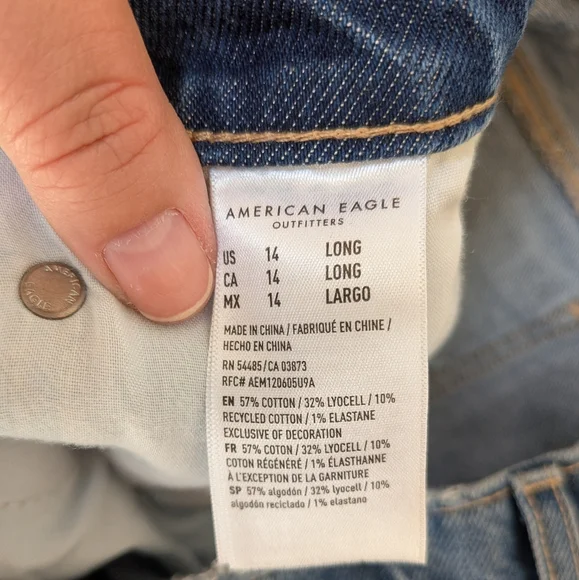 AMERICAN EAGLE
OUTFITTERS
US 14 LONG
CA 14 LONG
MX 14 LARGO
MADE IN CHINA / FABRIQUÉ EN CHINE /
HECHO EN CHINA
RN 54485/CA 03873
RFC# AEM120605U9A
EN 57% COTTON / 32% LYOCELL / 10%
RECYCLED COTTON / 1% ELASTANE
EXCLUSIVE OF DECORATION
FR 57% COTON / 32% LYOCELL / 10%
COTON RÉGÉNÉRÉ / 1% ÉLASTHANNE
À L'EXCEPTION DE LA GARNITURE
SP 57% algodón / 32% lyocell / 10%
algodón reciclado / 1% elastano
AMERICAN